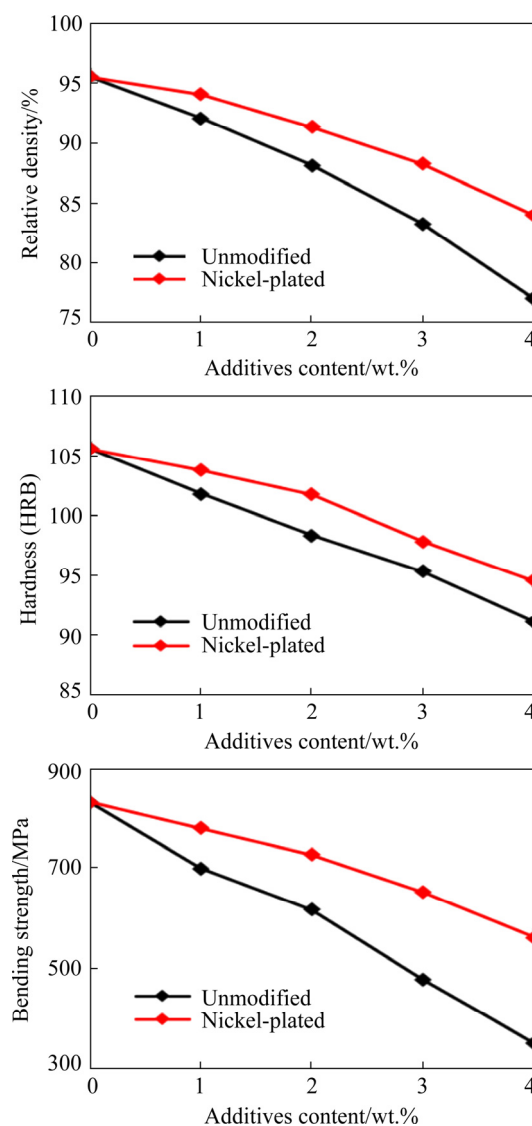 100
95
90
85
80
75
Relative density/%
Unmodified
Nickel-plated
0 1 2 3 4
Additives content/wt.%
110
105
100
95
90
85
Hardness (HRB)
Unmodified
Nickel-plated
0 1 2 3 4
Additives content/wt.%
900
700
500
300
Bending strength/MPa
Unmodified
Nickel-plated
0 1 2 3 4
Additives content/wt.%